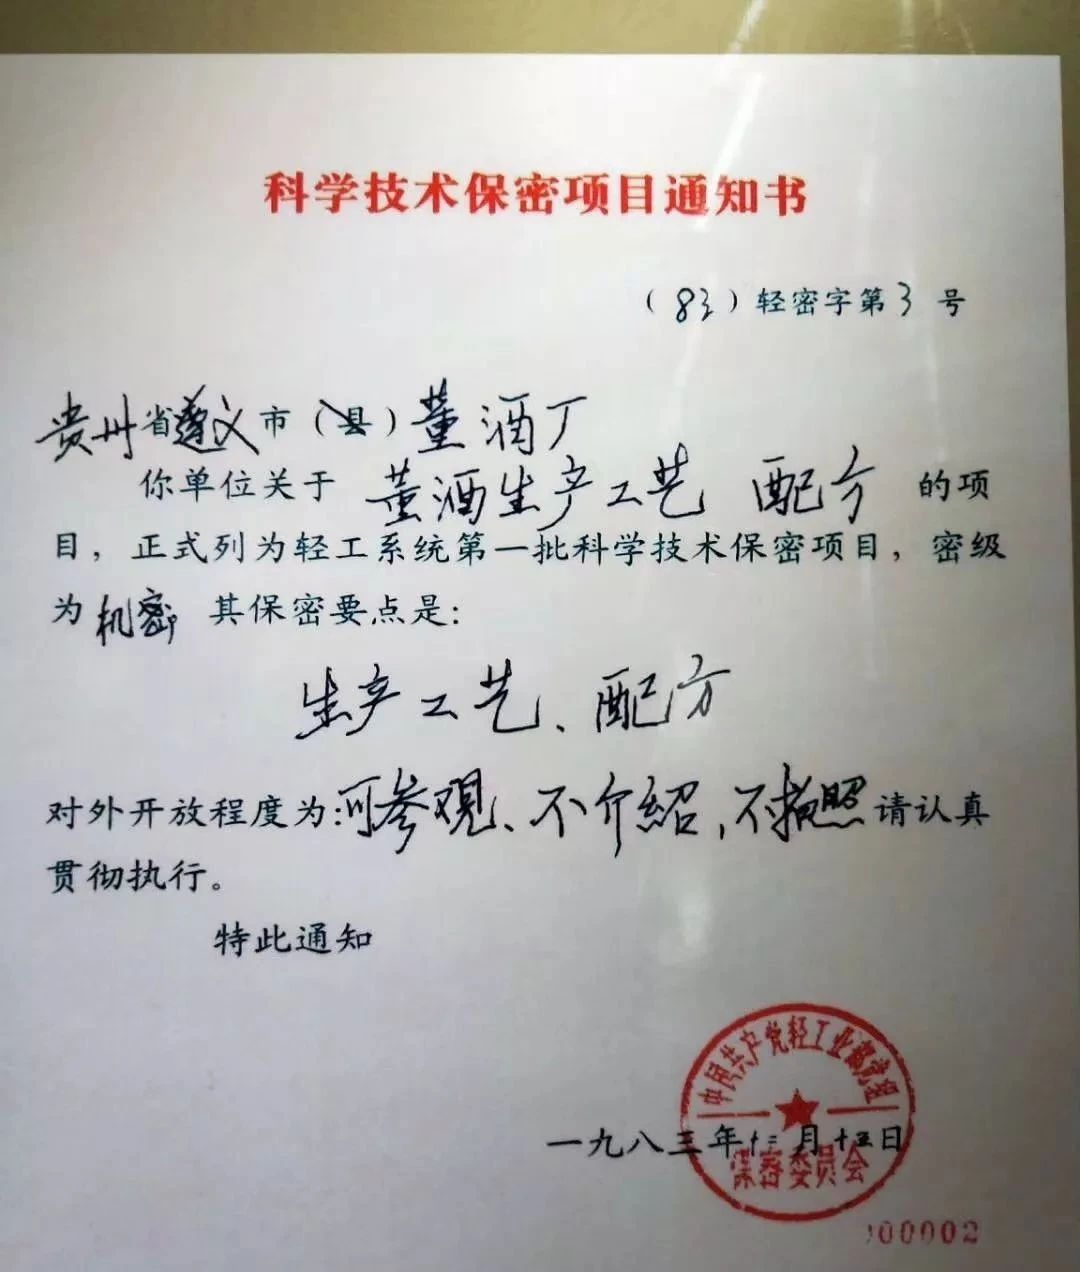 科学技术保密项目通知书
（83）轻密字第3号
贵州省遵义市（县）董酒厂
你单位关于 董酒生产工艺 配方 的项
目，正式列为轻工系统第一批科学技术保密项目，密级
为 机密 其保密要点是：
生产工艺、配方
对外开放程度为：可参观、不介紹，不拍照请认真
贯彻执行。
特此通知
中国共产党轻工业部党组
一九八三年十二月十五日
保密委员会
000002